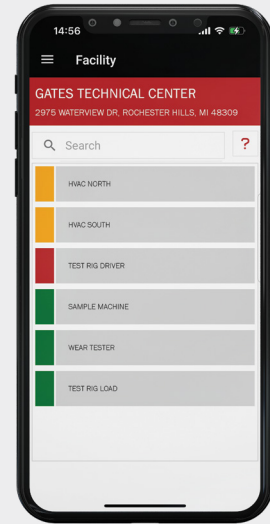 14:56
Facility
GATES TECHNICAL CENTER
2975 WATERVIEW DR, ROCHESTER HILLS, MI 48309
Search
?
HVAC NORTH
HVAC SOUTH
TEST RIG DRIVER
SAMPLE MACHINE
WEAR TESTER
TEST RIG LOAD